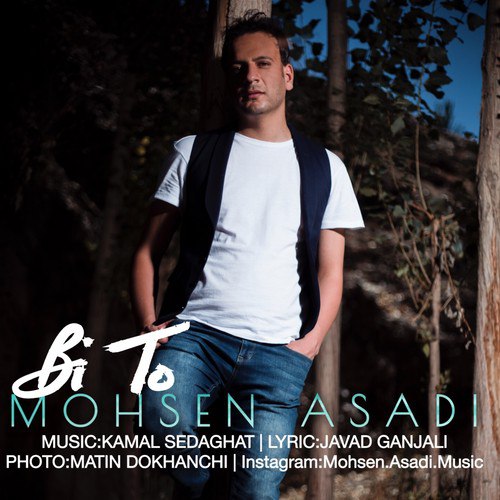 Bi To
MOHSEN ASADI
MUSIC:KAMAL SEDAGHAT | LYRIC:JAVAD GANJALI
PHOTO:MATIN DOKHANCHI | Instagram:Mohsen.Asadi.Music